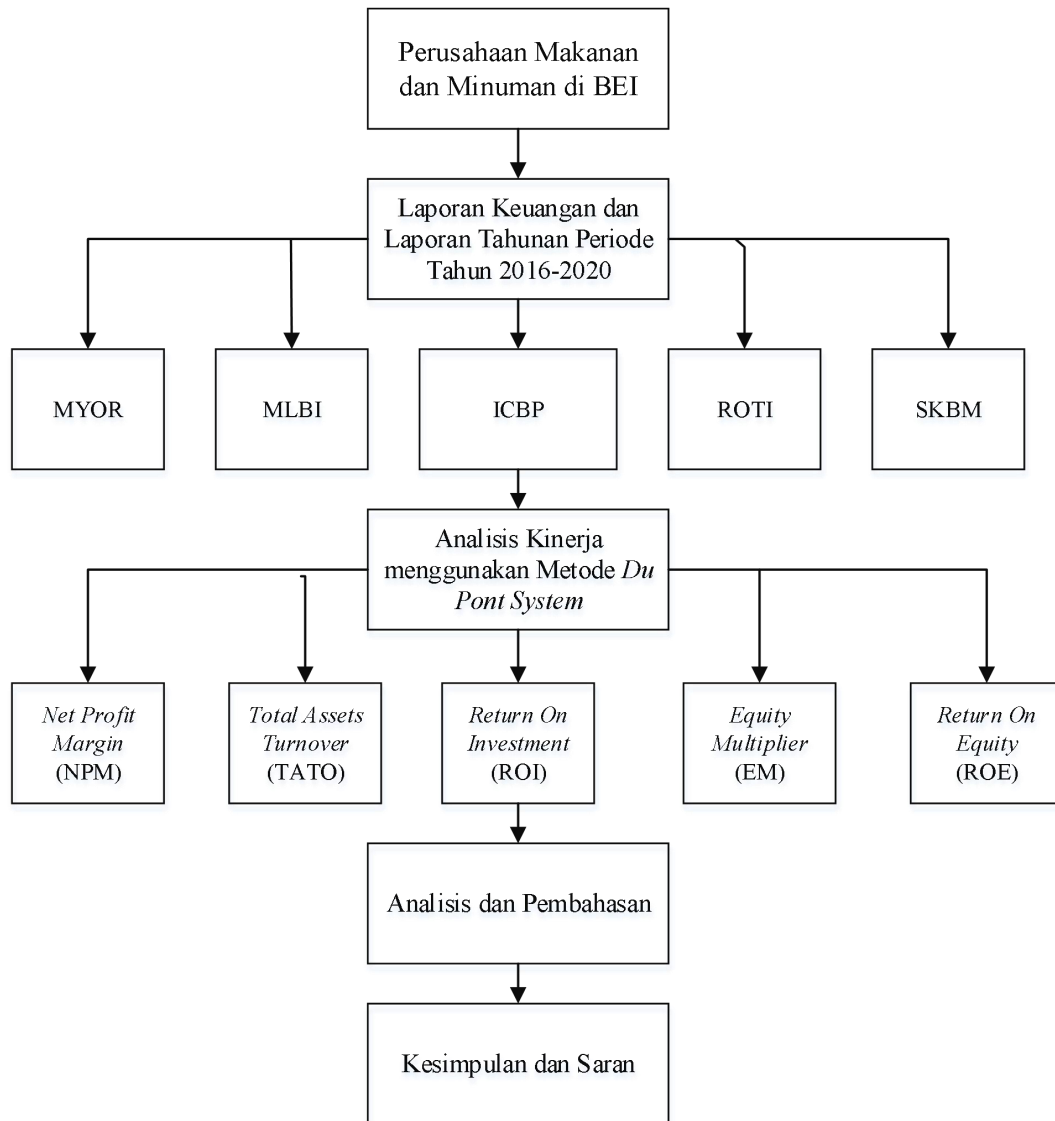 Perusahaan Makanan
dan Minuman di BEI
Laporan Keuangan dan
Laporan Tahunan Periode
Tahun 2016-2020
MYOR
MLBI
ICBP
ROTI
SKBM
Analisis Kinerja
menggunakan Metode Du
Pont System
Net Profit
Margin
(NPM)
Total Assets
Turnover
(TATO)
Return On
Investment
(ROI)
Equity
Multiplier
(EM)
Return On
Equity
(ROE)
Analisis dan Pembahasan
Kesimpulan dan Saran